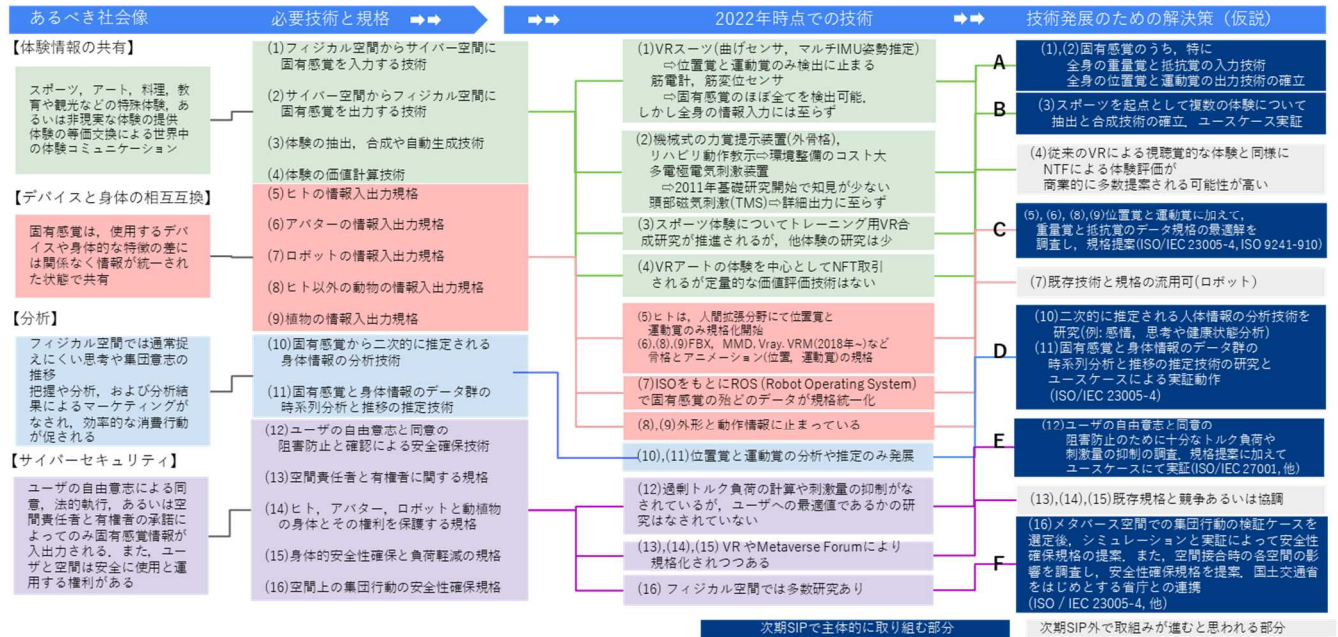 あるべき社会像
必要技術と規格
2022年時点での技術
技術発展のための解決策（仮説）
【体験情報の共有】
スポーツ，アート，料理，教
育や観光などの特殊体験，あ
るいは非現実な体験の提供
体験の等価交換による世界中
の体験コミュニケーション
【デバイスと身体の相互互換】
固有感覚は，使用するデバ
イスや身体的な特徴の差に
は関係なく情報が統一され
た状態で共有
【分析】
フィジカル空間では通常捉
えにくい思考や集団意志の
推移
把握や分析，および分析結
果によるマーケティングが
なされ，効率的な消費行動
が促される
【サイバーセキュリティ】
ユーザの自由意志による同
意，法的執行，あるいは空
間責任者と有権者の承諾に
よってのみ固有感覚情報が
入出力される．また，ユー
ザと空間は安全に使用と運
用する権利がある
(1)フィジカル空間からサイバー空間に
固有感覚を入力する技術
(2)サイバー空間からフィジカル空間に
固有感覚を出力する技術
(3)体験の抽出，合成や自動生成技術
(4)体験の価値計算技術
(5)ヒトの情報入出力規格
(6)アバターの情報入出力規格
(7)ロボットの情報入出力規格
(8)ヒト以外の動物の情報入出力規格
(9)植物の情報入出力規格
(10)固有感覚から二次的に推定される
身体情報の分析技術
(11)固有感覚と身体情報のデータ群の
時系列分析と推移の推定技術
(12)ユーザの自由意志と同意の
阻害防止と確認による安全確保技術
(13)空間責任者と有権者に関する規格
(14)ヒト，アバター，ロボットと動植物
の身体とその権利を保護する規格
(15)身体的安全性確保と負荷軽減の規格
(16)空間上の集団行動の安全性確保規格
(1)VRスーツ(曲げセンサ，マルチIMU姿勢推定)
⇨位置覚と運動覚のみ検出に止まる
筋電計，筋変位センサ
⇨固有感覚のほぼ全てを検出可能．
しかし全身の情報入力には至らず
(2)機械式の力覚提示装置(外骨格)，
リハビリ動作教示⇨環境整備のコスト大
多電極電気刺激装置
⇨2011年基礎研究開始で知見が少ない
頭部磁気刺激(TMS)⇨詳細出力に至らず
(3)スポーツ体験についてトレーニング用VR合
成研究が推進されるが，他体験の研究は少
(4)VRアートの体験を中心としてNFT取引
されるが定量的な価値評価技術はない
(5)ヒトは，人間拡張分野にて位置覚と
運動覚のみ規格化開始
(6),(8),(9)FBX，MMD, Vray. VRM(2018年~)など
骨格とアニメーション(位置，運動覚)の規格
(7)ISOをもとにROS (Robot Operating System)
で固有感覚の殆どのデータが規格統一化
(8)，(9)外形と動作情報に止まっている
(10)，(11)位置覚と運動覚の分析や推定のみ発展
(12)過剰トルク負荷の計算や刺激量の抑制がな
されているが，ユーザへの最適値であるかの研
究はなされていない
(13),(14),(15) VR やMetaverse Forumにより
規格化されつつある
(16) フィジカル空間では多数研究あり
A
(1)，(2)固有感覚のうち，特に
全身の重量覚と抵抗覚の入力技術
全身の位置覚と運動覚の出力技術の確立
B
(3)スポーツを起点として複数の体験について
抽出と合成技術の確立．ユースケース実証
(4)従来のVRによる視聴覚的な体験と同様に
NTFによる体験評価が
商業的に多数提案される可能性が高い
C
(5), (6), (8),(9)位置覚と運動覚に加えて，
重量覚と抵抗覚のデータ規格の最適解を
調査し，規格提案(ISO/IEC 23005-4, ISO 9241-910)
(7)既存技術と規格の流用可(ロボット)
D
(10)二次的に推定される人体情報の分析技術を
研究(例: 感情，思考や健康状態分析)
(11)固有感覚と身体情報のデータ群の
時系列分析と推移の推定技術の研究と
ユースケースによる実証動作
(ISO/IEC 23005-4)
E
(12)ユーザの自由意志と同意の
阻害防止のために十分なトルク負荷や
刺激量の抑制の調査．規格提案に加えて
ユースケースにて実証(ISO/IEC 27001, 他)
(13),(14),(15)既存規格と競争あるいは協調
F
(16)メタバース空間での集団行動の検証ケースを
選定後，シミュレーションと実証によって安全性
確保規格の提案．また，空間接合時の各空間の影
響を調査し，安全性確保規格を提案．国土交通省
をはじめとする省庁との連携
(ISO / IEC 23005-4, 他)
次期SIPで主体的に取り組む部分
次期SIP外で取組みが進むと思われる部分